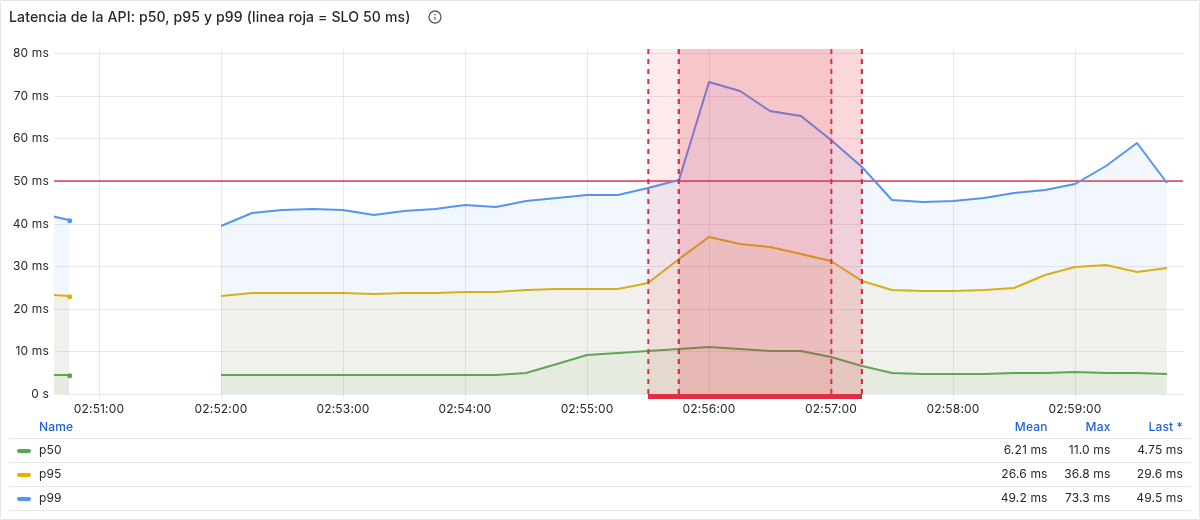 Latencia de la API: p50, p95 y p99 (linea roja = SLO 50 ms)
80 ms
70 ms
60 ms
50 ms
40 ms
30 ms
20 ms
10 ms
0 s
02:51:00 02:52:00 02:53:00 02:54:00 02:55:00 02:56:00 02:57:00 02:58:00 02:59:00
Name Mean Max Last *
p50 6.21 ms 11.0 ms 4.75 ms
p95 26.6 ms 36.8 ms 29.6 ms
p99 49.2 ms 73.3 ms 49.5 ms